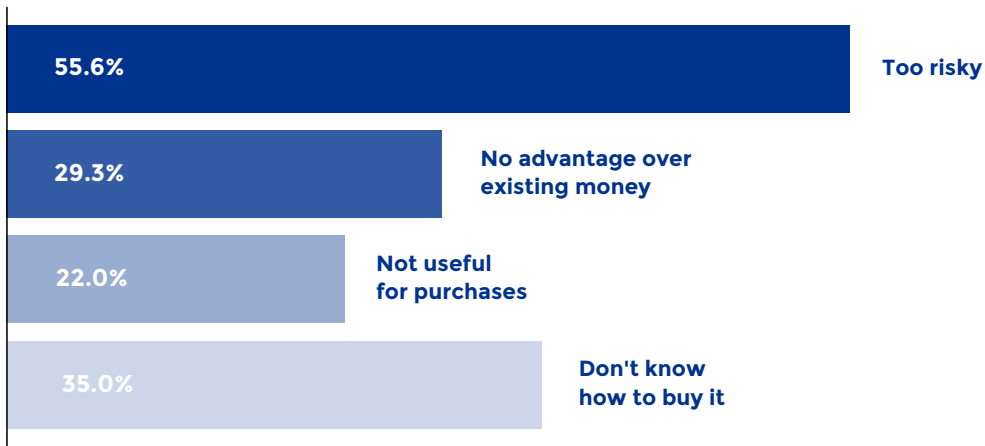 55.6%
Too risky
29.3%
No advantage over
existing money
22.0%
Not useful
for purchases
35.0%
Don't know
how to buy it